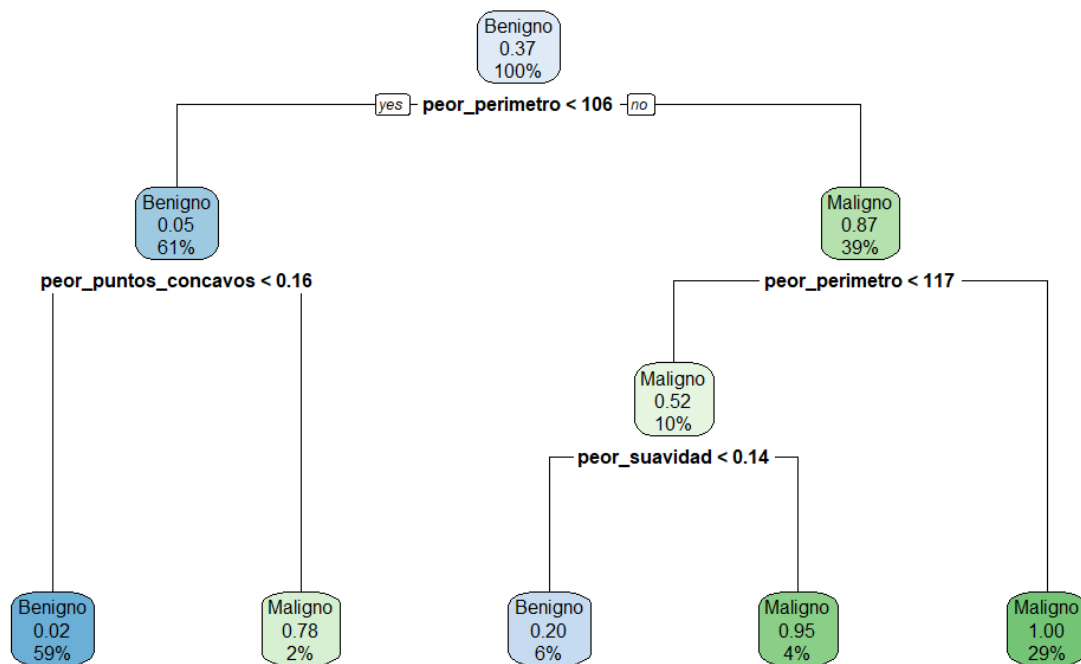 Benigno
0.37
100%
yes peor_perimetro < 106 no
Benigno
0.05
61%
Maligno
0.87
39%
peor_puntos_concavos < 0.16
peor_perimetro < 117
Maligno
0.52
10%
peor_suavidad < 0.14
Benigno
0.02
59%
Maligno
0.78
2%
Benigno
0.20
6%
Maligno
0.95
4%
Maligno
1.00
29%